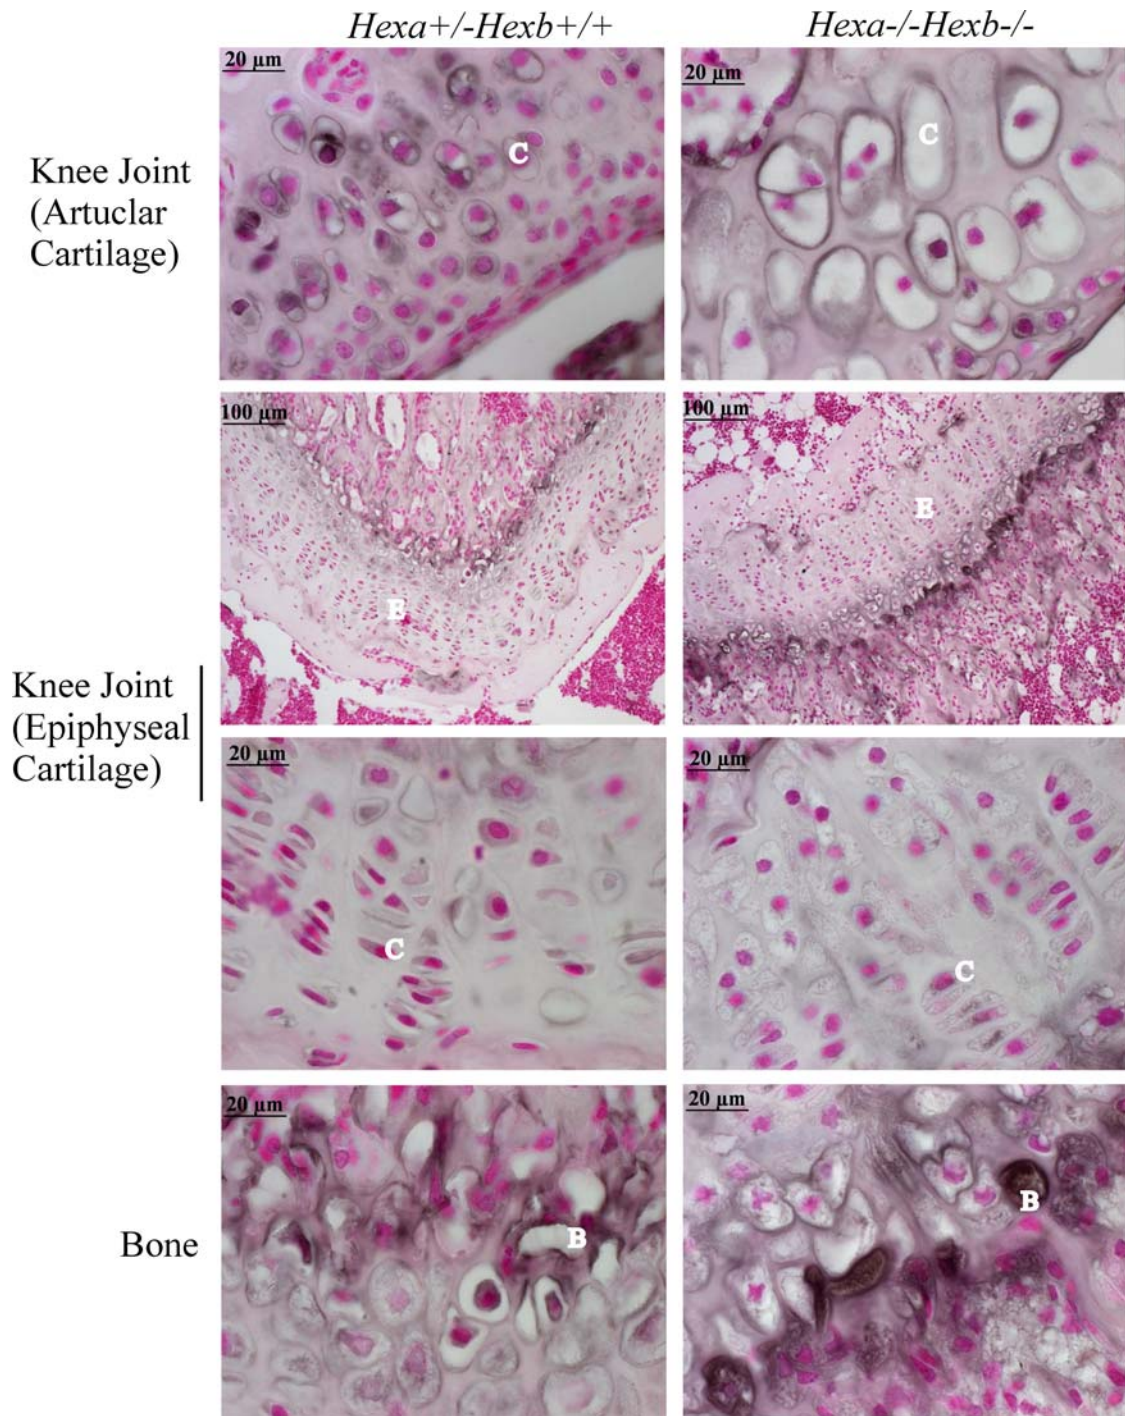 Hexa+/-Hexb+/+
Hexa-/-Hexb-/-
Knee Joint
(Artuclar
Cartilage)
20 µm
C
20 µm
C
Knee Joint
(Epiphyseal
Cartilage)
100 µm
E
100 µm
E
20 µm
C
20 µm
C
Bone
20 µm
B
20 µm
B